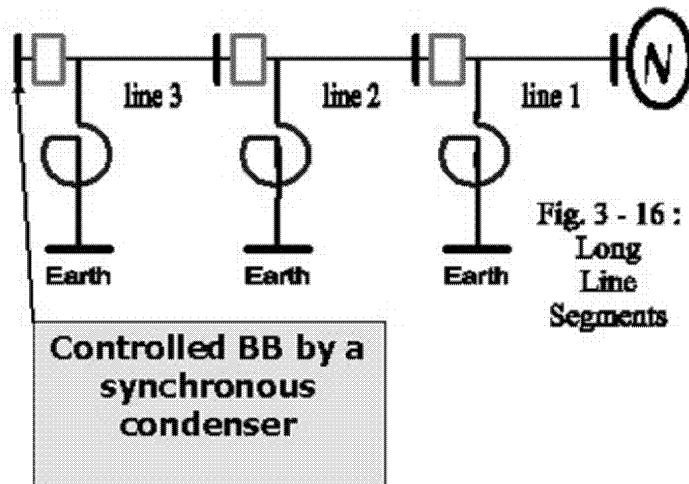 line 3
line 2
line 1
N
Earth
Earth
Earth
Fig. 3 - 16 :
Long
Line
Segments
Controlled BB by a
synchronous
condenser